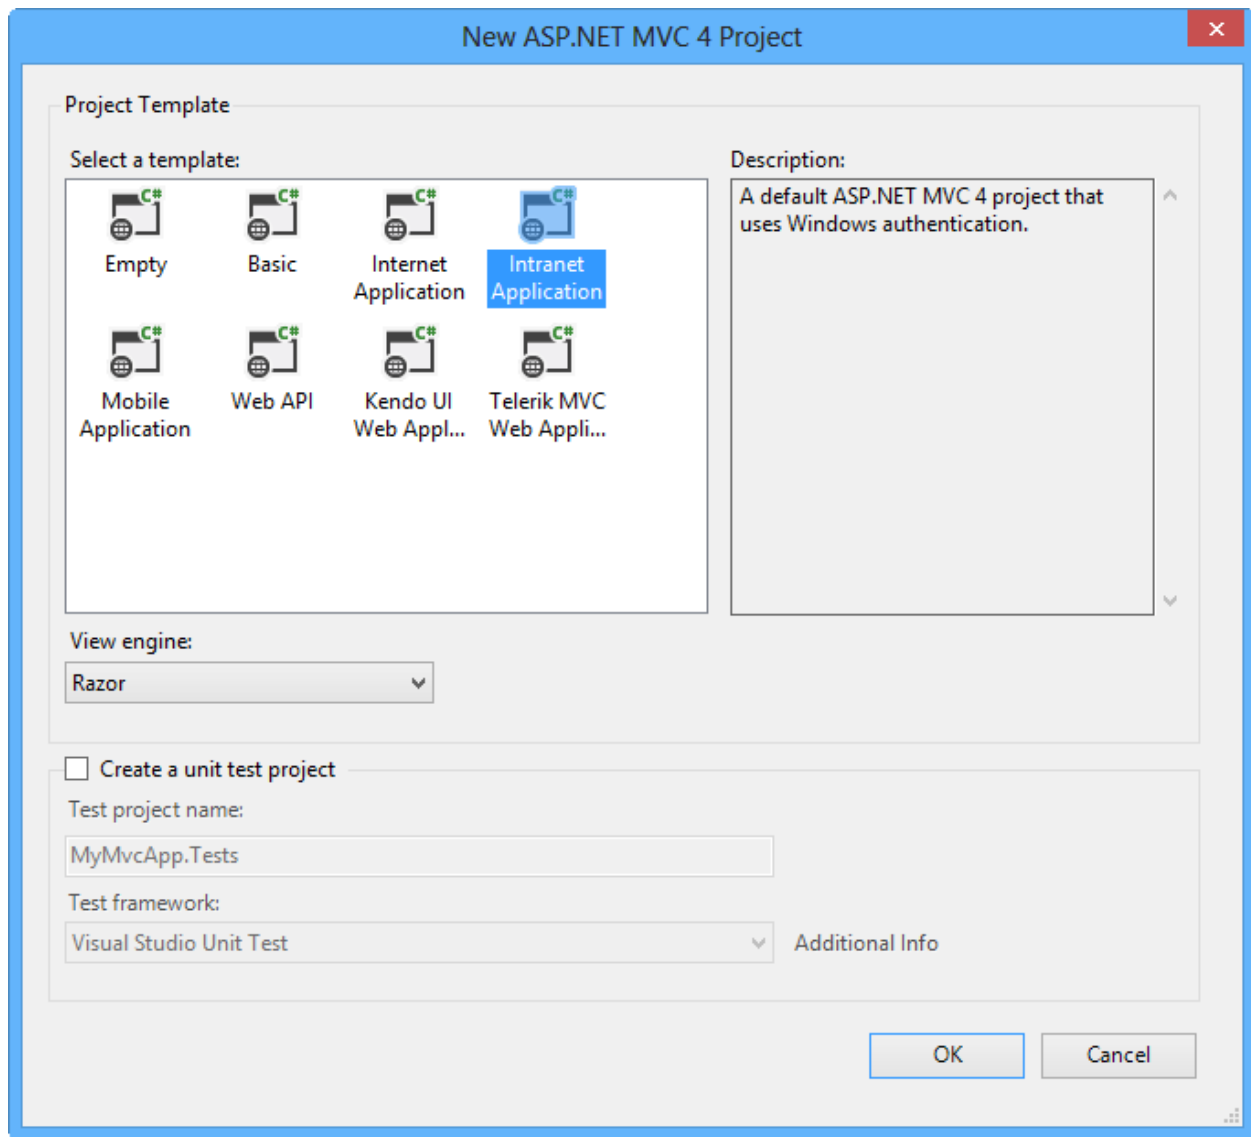 New ASP.NET MVC 4 Project
Project Template
Select a template:
Description:
C# C# C# C#
Empty
Basic
Internet
Application
Intranet
Application
C# C# C# C#
Mobile
Application
Web API
Kendo UI
Web Appl...
Telerik MVC
Web Appli...
A default ASP.NET MVC 4 project that
uses Windows authentication.
View engine:
Razor
Create a unit test project
Test project name:
MyMvcApp.Tests
Test framework:
Visual Studio Unit Test
Additional Info
OK
Cancel